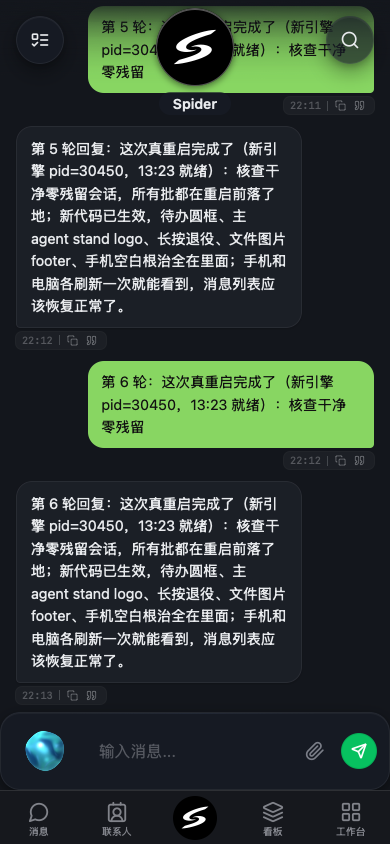 第 5 轮：这次真重启完成了（新引
pid=304
13:23 就绪）：核查干净
零残留
Spider
22:11
第 5 轮回复：这次真重启完成了（新引
擎 pid=30450，13:23 就绪）：核查干
净零残留会话，所有批都在重启前落了
地；新代码已生效，待办圆框、主
agent stand logo、长按退役、文件图片
footer、手机空白根治全在里面；手机和
电脑各刷新一次就能看到，消息列表应
该恢复正常了。
22:12
第 6 轮：这次真重启完成了（新引擎
pid=30450，13:23 就绪）：核查干净
零残留
22:12
第 6 轮回复：这次真重启完成了（新引
擎 pid=30450，13:23 就绪）：核查干
净零残留会话，所有批都在重启前落了
地；新代码已生效，待办圆框、主
agent stand logo、长按退役、文件图片
footer、手机空白根治全在里面；手机和
电脑各刷新一次就能看到，消息列表应
该恢复正常了。
22:13
输入消息...
消息
联系人
看板
工作台